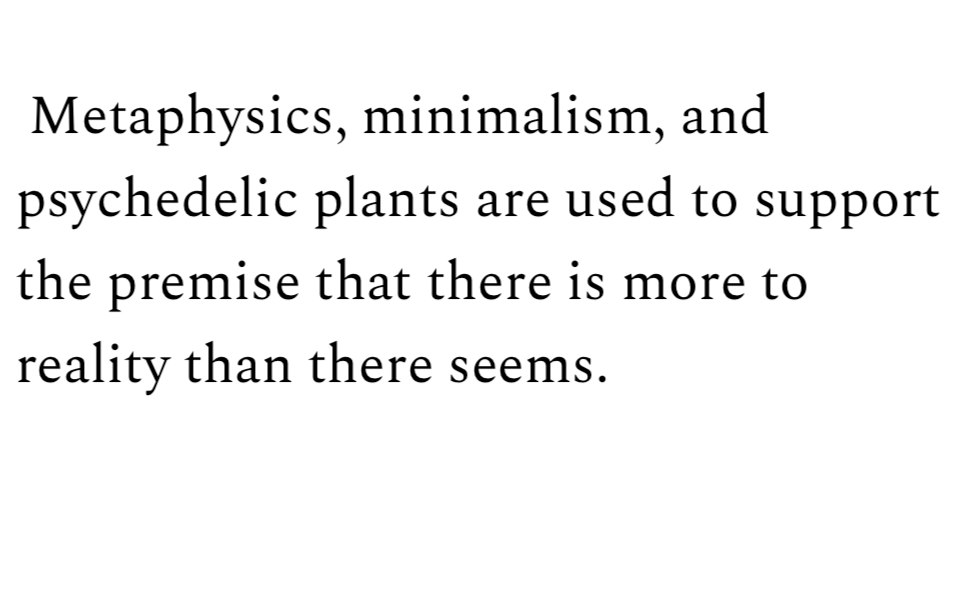 Metaphysics, minimalism, and
psychedelic plants are used to support
the premise that there is more to
reality than there seems.